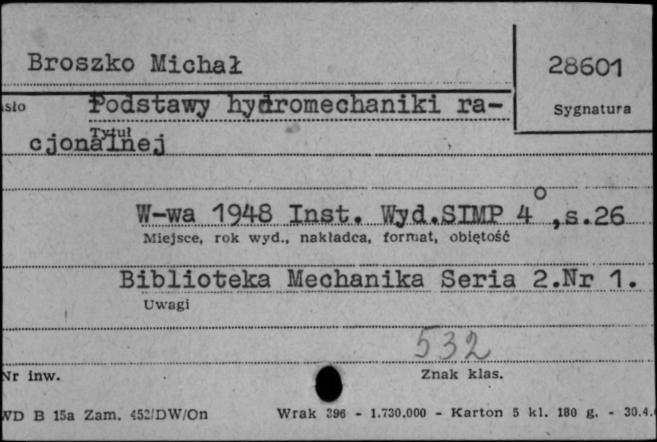 Broszko Michał
28601
Sygnatura
Podstawy hydromechaniki ra-
Tytuł
cjonalnej
W-wa 1948 Inst. Wyd.SIMP 4°,s.26
Miejsce, rok wyd., nakładca, format, objętość
Biblioteka Mechanika Seria 2.Nr 1.
Uwagi
532
Nr inw.
Znak klas.
WD B 15a Zam. 452/DW/On Wrak 396 - 1.730.000 - Karton 5 kl. 180 g. - 30.4.